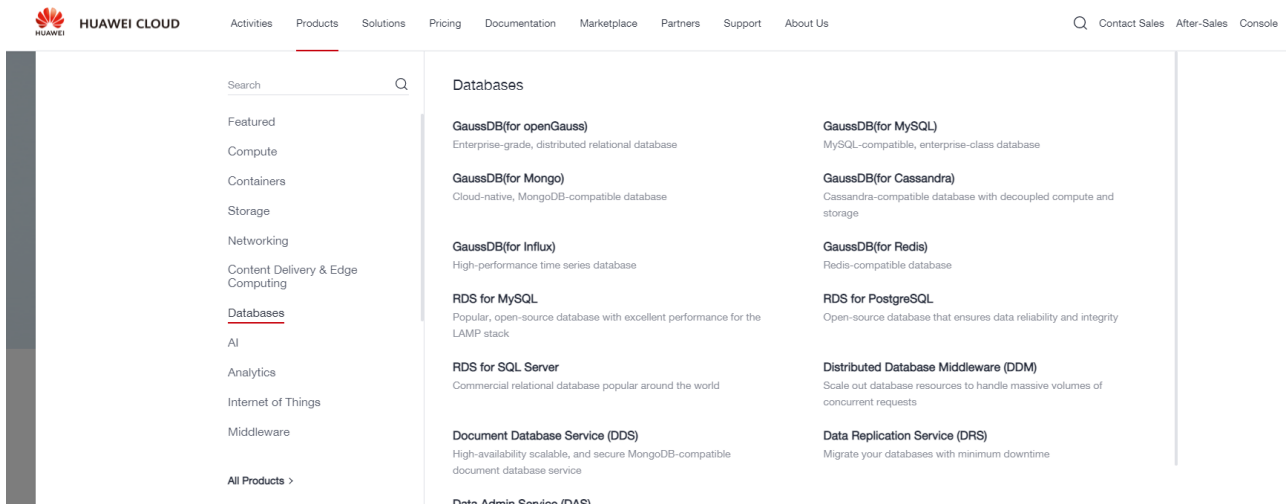 HUAWEI
HUAWEI CLOUD
Activities
Products
Solutions
Pricing
Documentation
Marketplace
Partners
Support
About Us
Contact Sales
After-Sales
Console
Search
Featured
Compute
Containers
Storage
Networking
Content Delivery & Edge
Computing
Databases
AI
Analytics
Internet of Things
Middleware
All Products >
Databases
GaussDB(for openGauss)
Enterprise-grade, distributed relational database
GaussDB(for MySQL)
MySQL-compatible, enterprise-class database
GaussDB(for Mongo)
Cloud-native, MongoDB-compatible database
GaussDB(for Cassandra)
Cassandra-compatible database with decoupled compute and
storage
GaussDB(for Influx)
High-performance time series database
GaussDB(for Redis)
Redis-compatible database
RDS for MySQL
Popular, open-source database with excellent performance for the
LAMP stack
RDS for PostgreSQL
Open-source database that ensures data reliability and integrity
RDS for SQL Server
Commercial relational database popular around the world
Distributed Database Middleware (DDM)
Scale out database resources to handle massive volumes of
concurrent requests
Document Database Service (DDS)
High-availability scalable, and secure MongoDB-compatible
document database service
Data Replication Service (DRS)
Migrate your databases with minimum downtime
Data Admin Service (DAS)